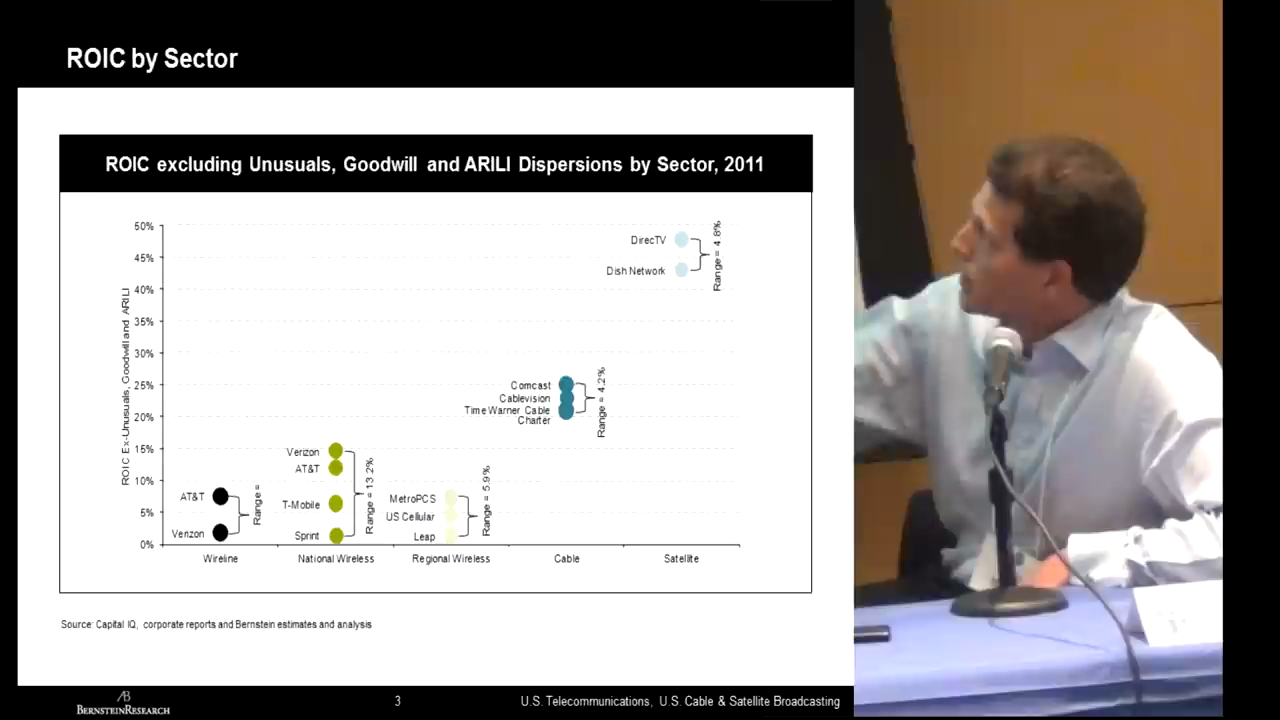 ROIC by Sector
ROIC excluding Unusuals, Goodwill and ARILI Dispersions by Sector, 2011
ROIC Ex-Unusuals, Goodwill and ARILI
50%
45%
40%
35%
30%
25%
20%
15%
10%
5%
0%
DirecTV
Dish Network
Range = 4.8%
Comcast
Cablevision
Time Warner Cable
Charter
Range = 4.2%
Verizon
AT&T
T-Mobile
Sprint
Range = 13.2%
AT&T
Verizon
Range =
MetroPCS
US Cellular
Leap
Range = 5.9%
Wireline
National Wireless
Regional Wireless
Cable
Satellite
Source: Capital IQ, corporate reports and Bernstein estimates and analysis
AB
BERNSTEINRESEARCH
3
U.S. Telecommunications, U.S. Cable & Satellite Broadcasting